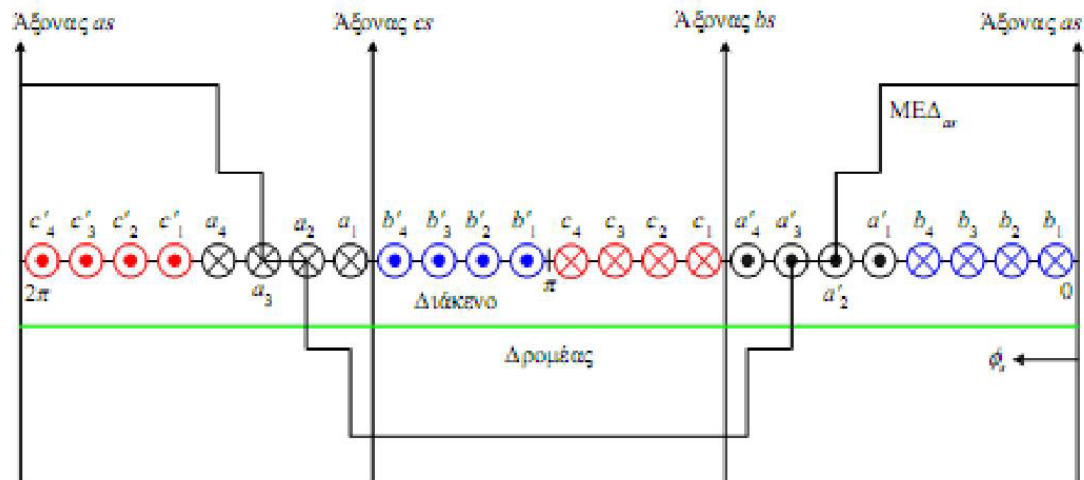 Άξονας as Άξονας cs Άξονας bs Άξονας as
ΜΕΔas
c′4 c′3 c′2 c′1 a4 a2 a1 b′4 b′3 b′2 b′1 c4 c3 c2 c1 a′4 a′3 a′1 b4 b3 b2 b1
2π a3 Διάκενο π a′2 0
Δρομέας
ϕs